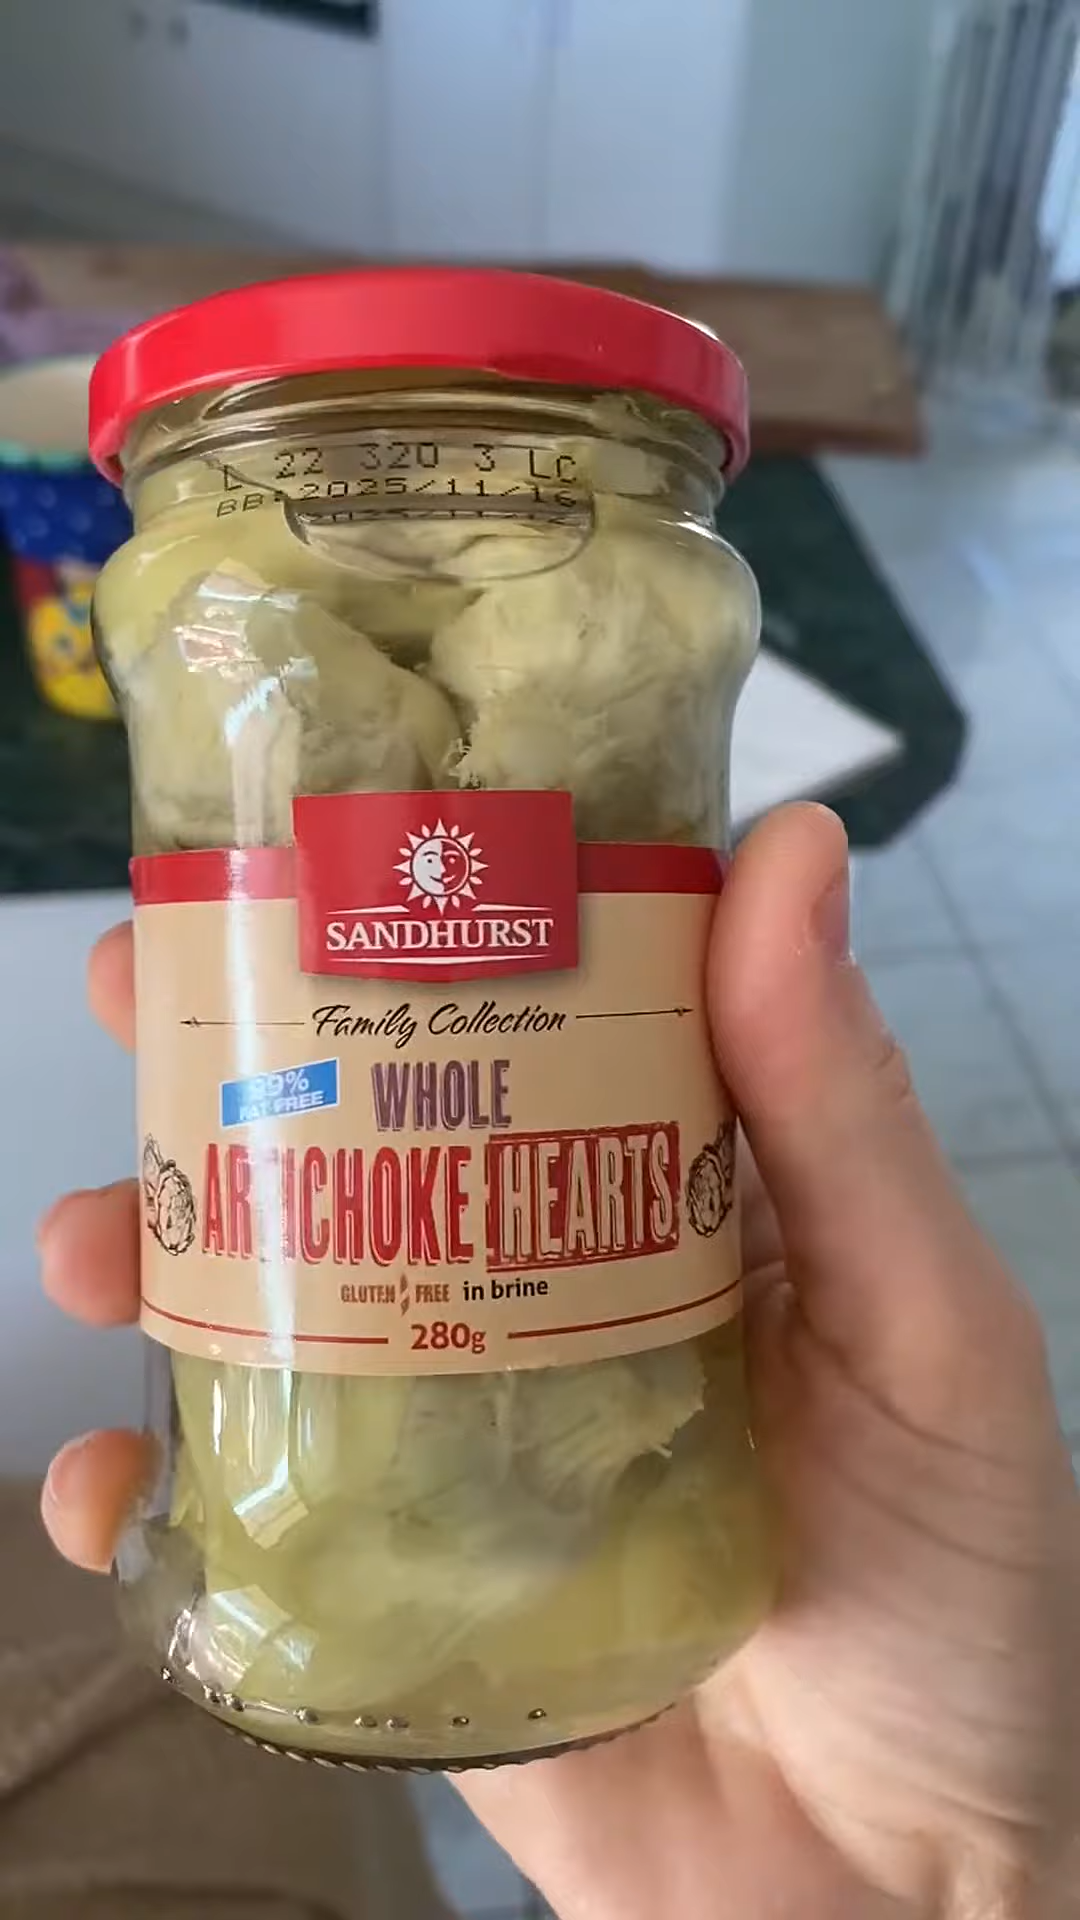 L 22 320 3 LC
BB:2025/11/16
SANDHURST
Family Collection
99%
FAT FREE
WHOLE
ARTICHOKE HEARTS
GLUTEN FREE in brine
280g